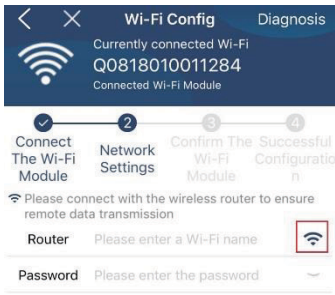 Wi-Fi Config
Diagnosis
Currently connected Wi-Fi
Q0818010011284
Connected Wi-Fi Module
2
3
4
Connect
The Wi-Fi
Module
Network
Settings
Confirm The
Wi-Fi
Module
Successful
Configuratio
n
Please connect with the wireless router to ensure
remote data transmission
Router Please enter a Wi-Fi name
Password Please enter the password